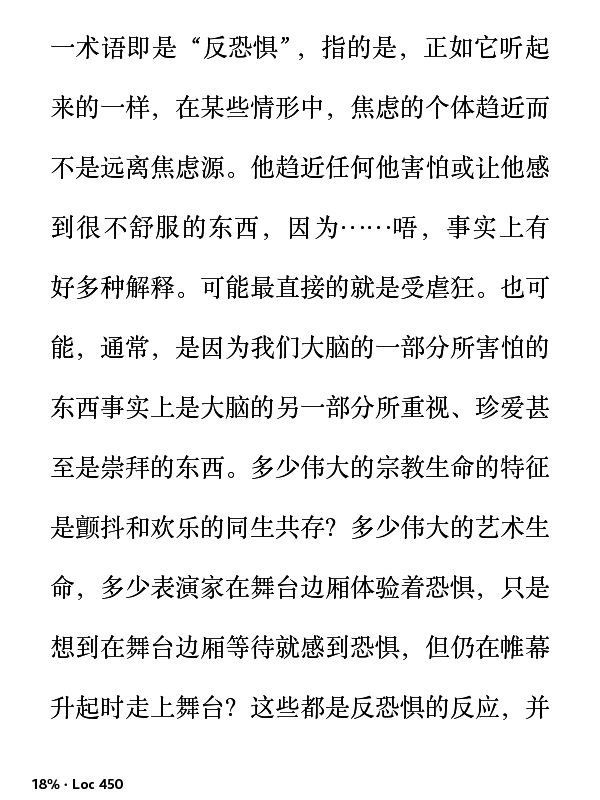 一术语即是“反恐惧”，指的是，正如它听起
来的一样，在某些情形中，焦虑的个体趋近而
不是远离焦虑源。他趋近任何他害怕或让他感
到很不舒服的东西，因为……唔，事实上有
好多种解释。可能最直接的就是受虐狂。也可
能，通常，是因为我们大脑的一部分所害怕的
东西事实上是大脑的另一部分所重视、珍爱甚
至是崇拜的东西。多少伟大的宗教生命的特征
是颤抖和欢乐的同生共存？多少伟大的艺术生
命，多少表演家在舞台边厢体验着恐惧，只是
想到在舞台边厢等待就感到恐惧，但仍在帷幕
升起时走上舞台？这些都是反恐惧的反应，并
18% · Loc 450